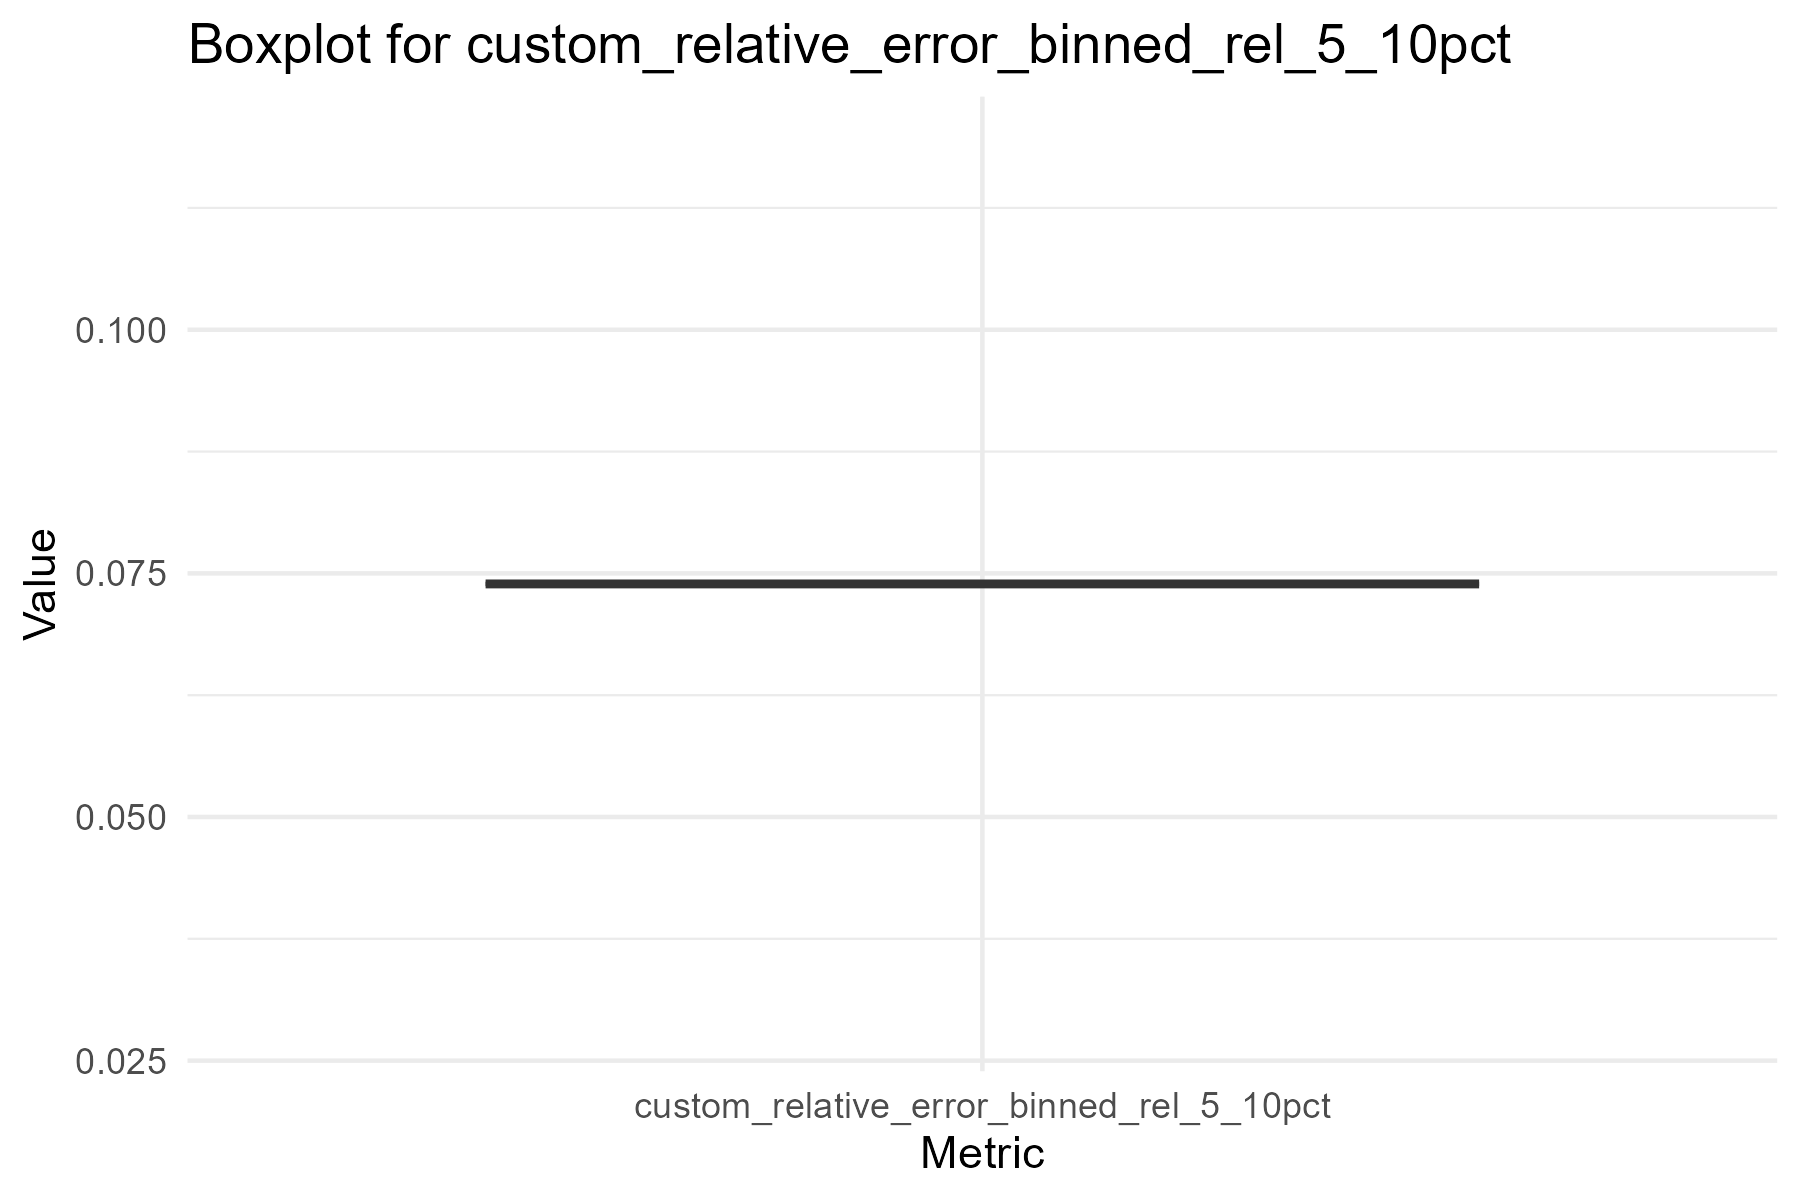 Boxplot for custom_relative_error_binned_rel_5_10pct
0.100
0.075
0.050
0.025
Value
custom_relative_error_binned_rel_5_10pct
Metric